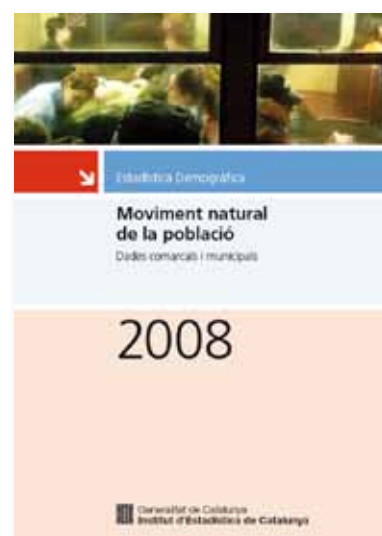 Estadística Demogràfica
Moviment natural
de la població
Dades comarcals i municipals
2008
Generalitat de Catalunya
Institut d'Estadística de Catalunya